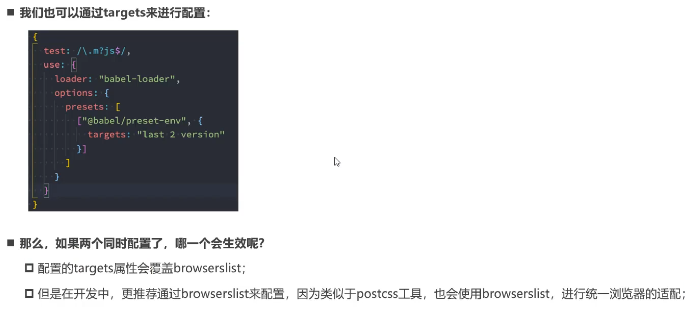 我们也可以通过targets来进行配置：
{
test: /\.m?js$/,
use: {
loader: "babel-loader",
options: {
presets: [
["@babel/preset-env", {
targets: "last 2 version"
}]
]
}
}
}
那么，如果两个同时配置了，哪一个会生效呢？
配置的targets属性会覆盖browserslist；
但是在开发中，更推荐通过browserslist来配置，因为类似于postcss工具，也会使用browserslist，进行统一浏览器的适配；